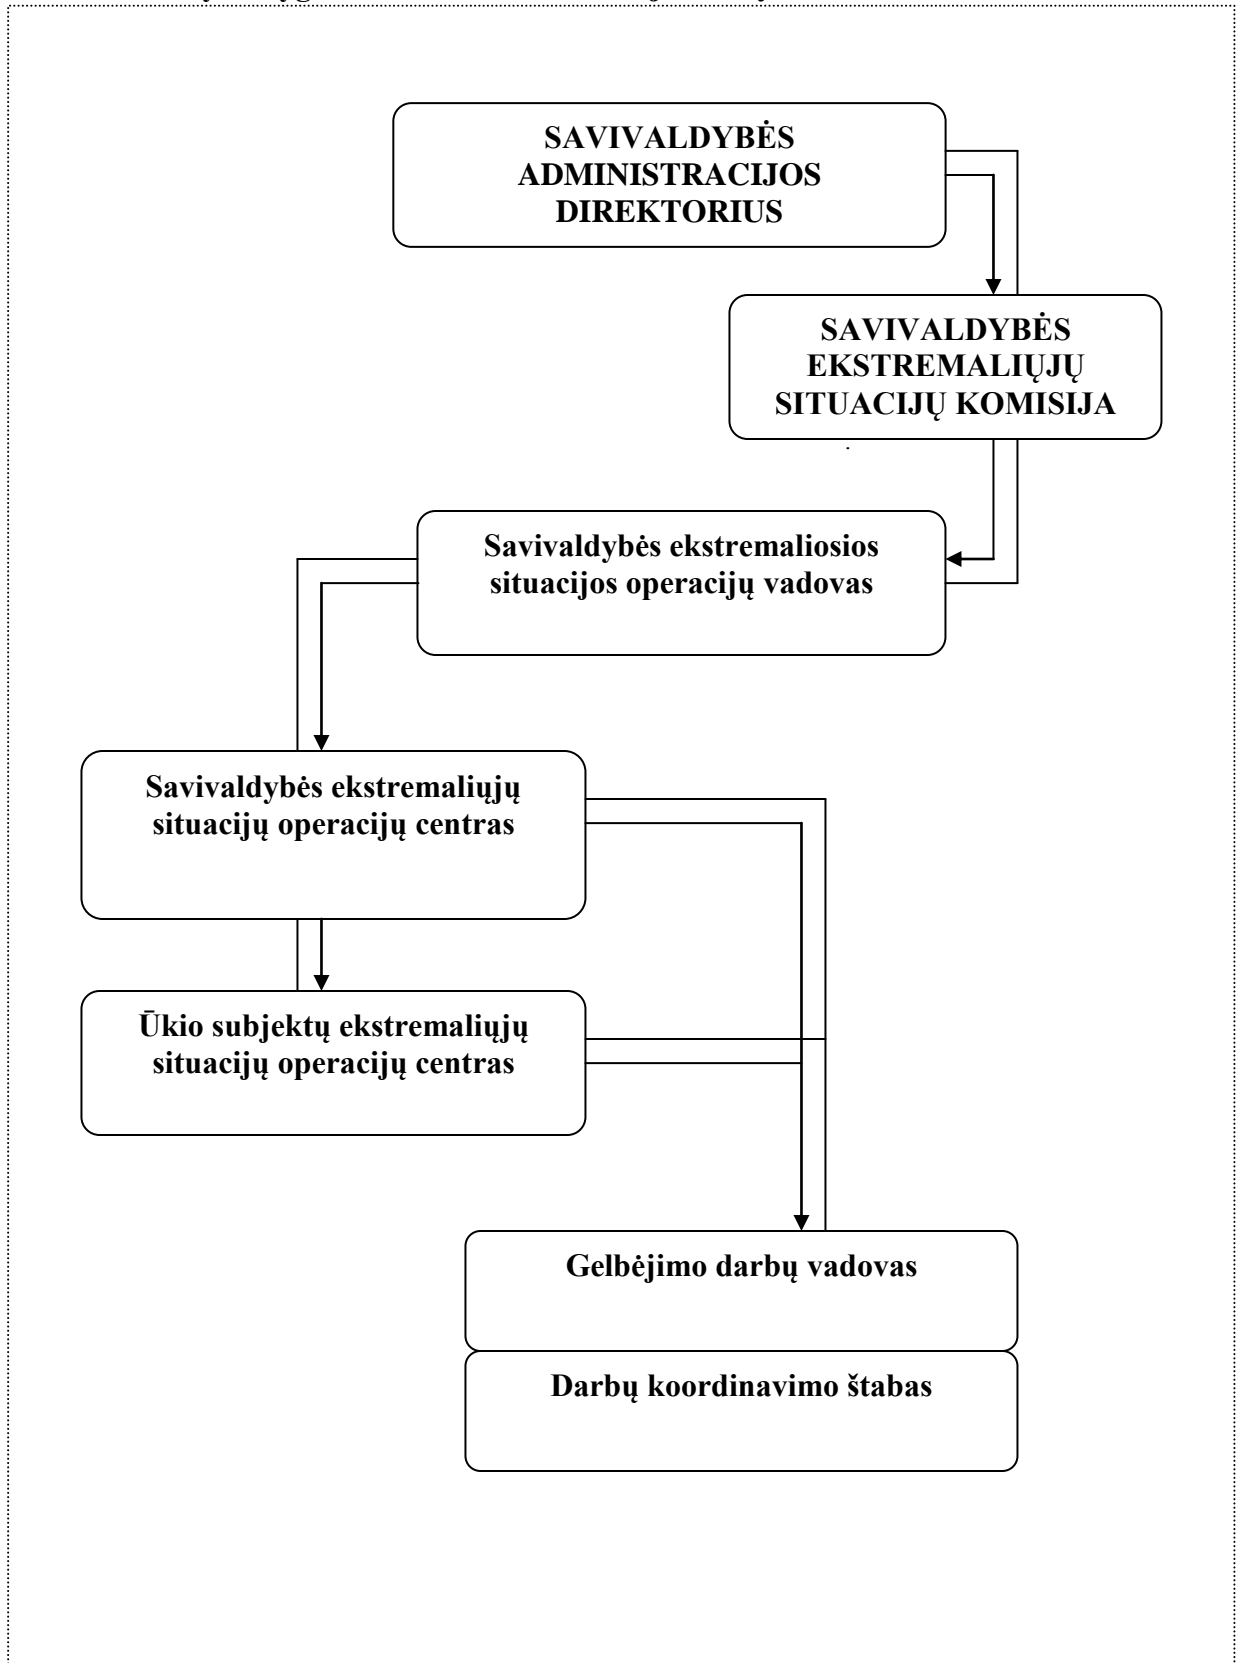 SAVIVALDYBĖS
ADMINISTRACIJOS
DIREKTORIUS
SAVIVALDYBĖS
EKSTREMALIŲJŲ
SITUACIJŲ KOMISIJA
Savivaldybės ekstremaliosios
situacijos operacijų vadovas
Savivaldybės ekstremaliųjų
situacijų operacijų centras
Ūkio subjektų ekstremaliųjų
situacijų operacijų centras
Gelbėjimo darbų vadovas
Darbų koordinavimo štabas